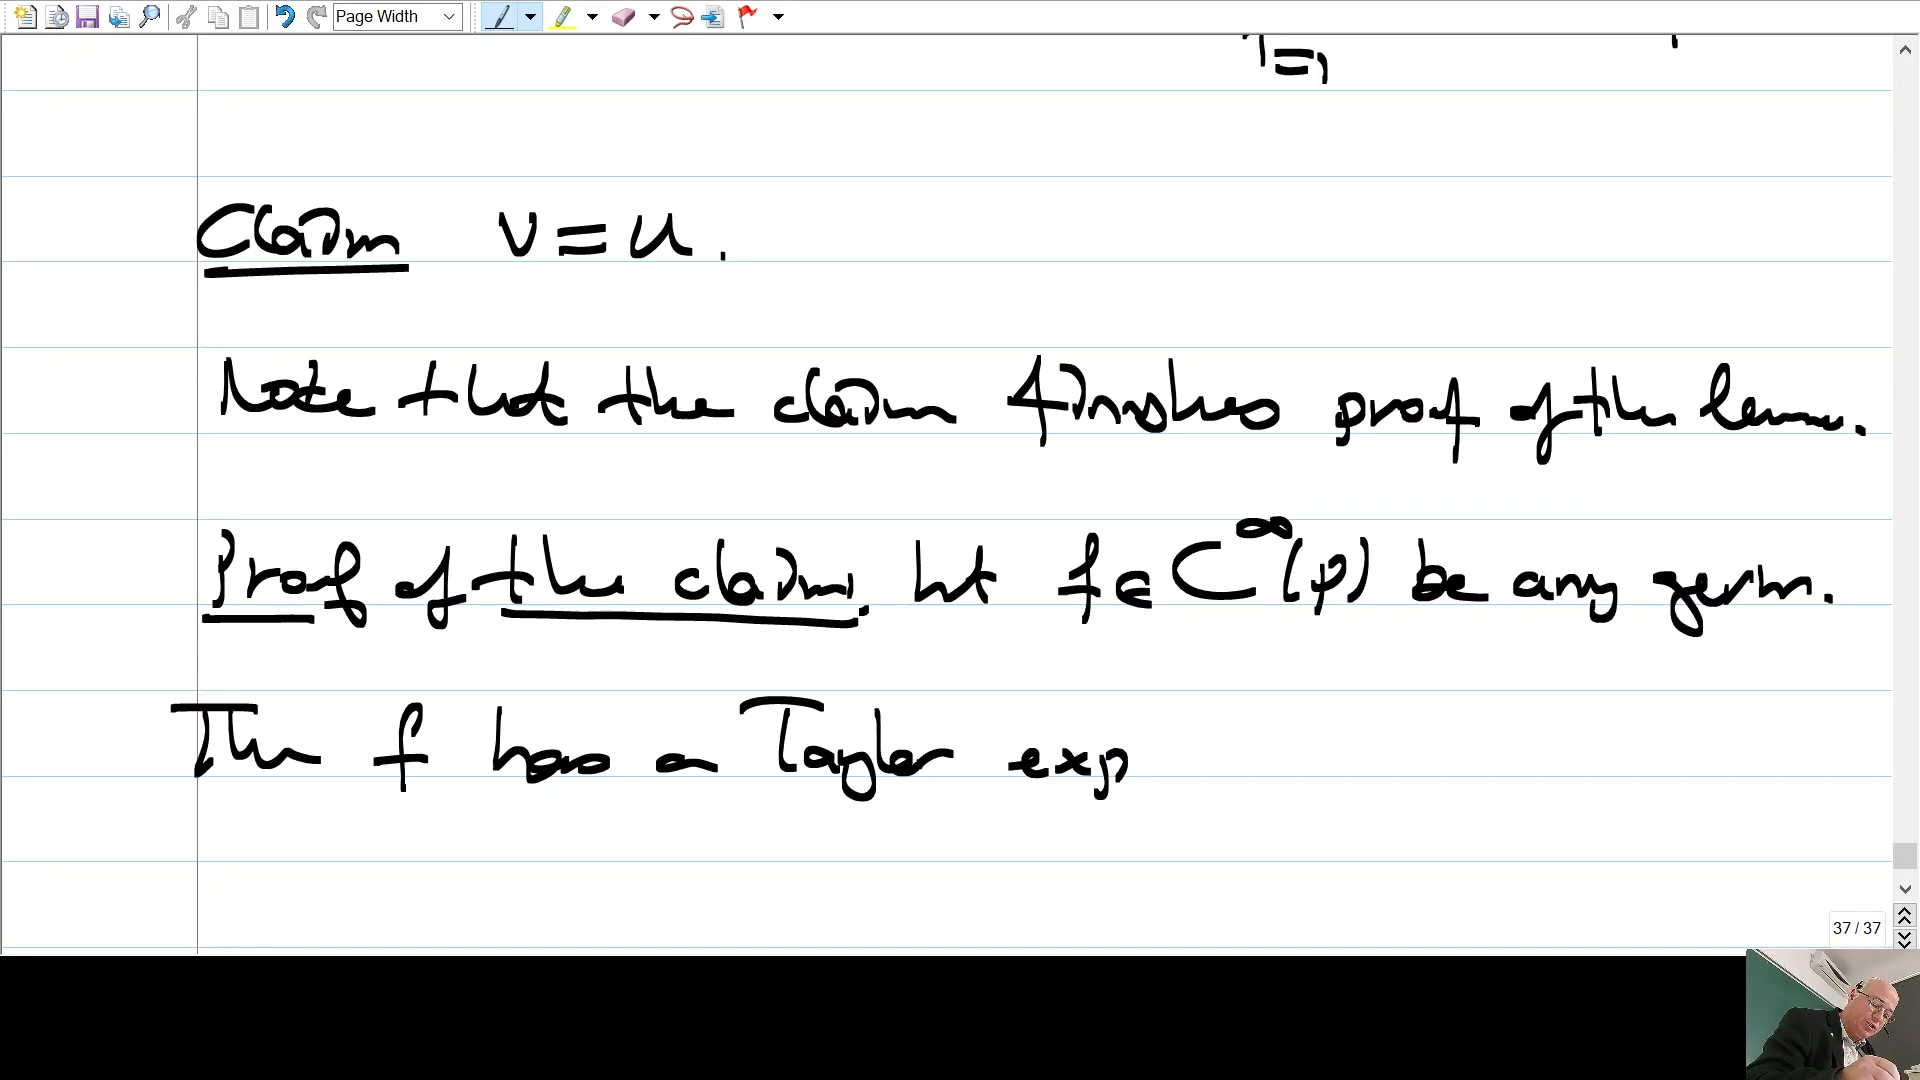 Page Width
i=1
Claim v=u.
Note that the claim finishes proof of the lemma.
Proof of the claim. Let f∈C^∞(p) be any germ.
Then f has a Taylor exp
37 / 37